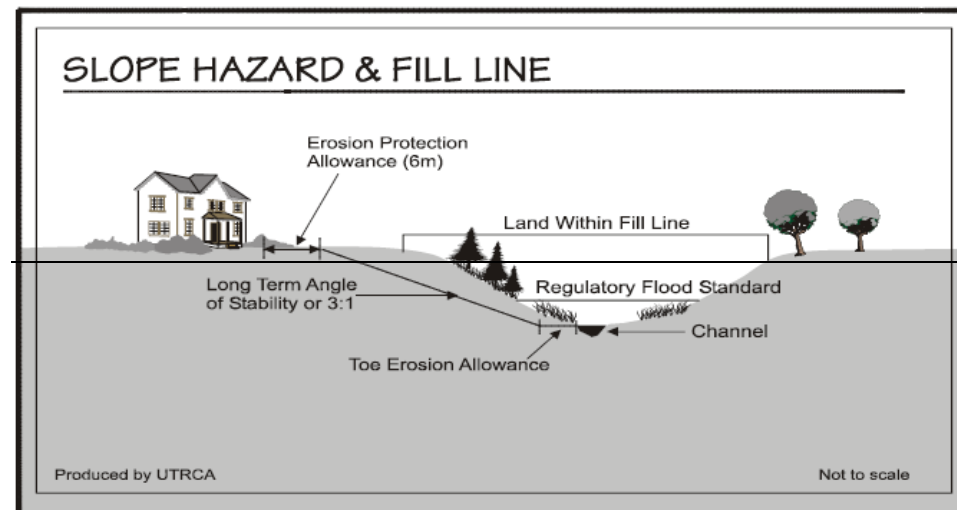 SLOPE HAZARD & FILL LINE
Erosion Protection
Allowance (6m)
Land Within Fill Line
Long Term Angle
of Stability or 3:1
Regulatory Flood Standard
Channel
Toe Erosion Allowance
Produced by UTRCA
Not to scale